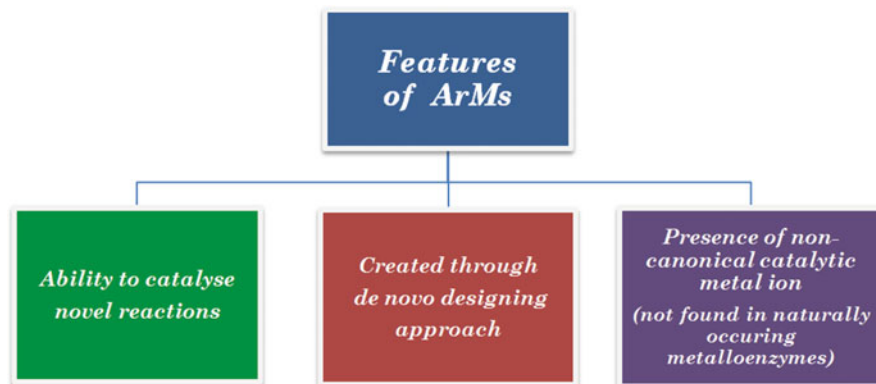 Features
of ArMs
Ability to catalyse
novel reactions
Created through
de novo designing
approach
Presence of non-
canonical catalytic
metal ion
(not found in naturally
occuring
metalloenzymes)